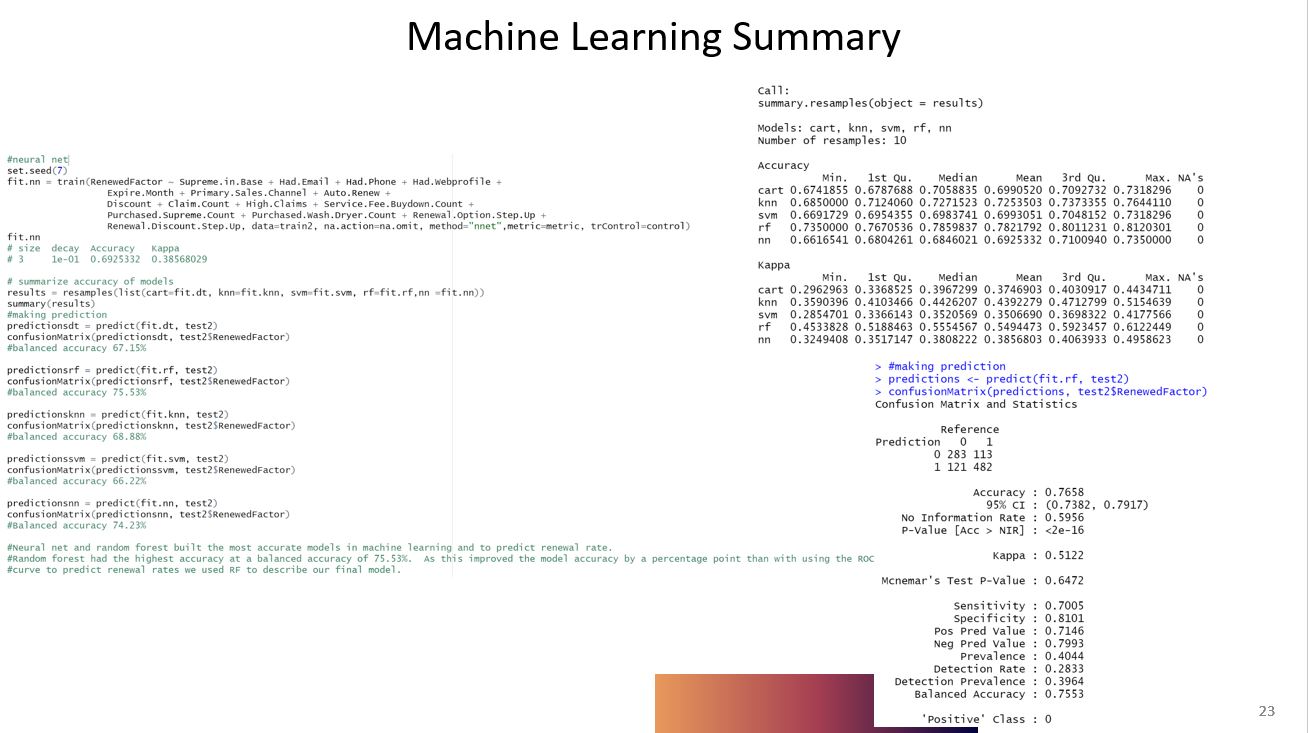 Machine Learning Summary
#neural net
set.seed(7)
fit.nn = train(RenewedFactor ~ Supreme.in.Base + Had.Email + Had.Phone + Had.Webprofile +
Expire.Month + Primary.Sales.Channel + Auto.Renew +
Discount + Claim.Count + High.Claims + Service.Fee.Buydown.Count +
Purchased.Supreme.Count + Purchased.Wash.Dryer.Count + Renewal.Option.Step.Up +
Renewal.Discount.Step.Up, data=train2, na.action=na.omit, method="nnet",metric=metric, trControl=control)
fit.nn
# size decay Accuracy Kappa
# 3 1e-01 0.6925332 0.38568029
# summarize accuracy of models
results = resamples(list(cart=fit.dt, knn=fit.knn, svm=fit.svm, rf=fit.rf,nn =fit.nn))
summary(results)
#making prediction
predictionsdt = predict(fit.dt, test2)
confusionMatrix(predictionsdt, test2$RenewedFactor)
#balanced accuracy 67.15%
predictionsrf = predict(fit.rf, test2)
confusionMatrix(predictionsrf, test2$RenewedFactor)
#balanced accuracy 75.53%
predictionsknn = predict(fit.knn, test2)
confusionMatrix(predictionsknn, test2$RenewedFactor)
#balanced accuracy 68.88%
predictionssvm = predict(fit.svm, test2)
confusionMatrix(predictionssvm, test2$RenewedFactor)
#balanced accuracy 66.22%
predictionsnn = predict(fit.nn, test2)
confusionMatrix(predictionsnn, test2$RenewedFactor)
#Balanced accuracy 74.23%
#Neural net and random forest built the most accurate models in machine learning and to predict renewal rate.
#Random forest had the highest accuracy at a balanced accuracy of 75.53%. As this improved the model accuracy by a percentage point than with using the ROC
#curve to predict renewal rates we used RF to describe our final model.
Call:
summary.resamples(object = results)
Models: cart, knn, svm, rf, nn
Number of resamples: 10
Accuracy
Min. 1st Qu. Median Mean 3rd Qu. Max. NA's
cart 0.6741855 0.6787688 0.7058835 0.6990520 0.7092732 0.7318296 0
knn 0.6850000 0.7124060 0.7271523 0.7253503 0.7373355 0.7644110 0
svm 0.6691729 0.6954355 0.6983741 0.6993051 0.7048152 0.7318296 0
rf 0.7350000 0.7670536 0.7859837 0.7821792 0.8011231 0.8120301 0
nn 0.6616541 0.6804261 0.6846021 0.6925332 0.7100940 0.7350000 0
Kappa
Min. 1st Qu. Median Mean 3rd Qu. Max. NA's
cart 0.2962963 0.3368525 0.3967299 0.3746903 0.4030917 0.4434711 0
knn 0.3590396 0.4103466 0.4426207 0.4392279 0.4712799 0.5154639 0
svm 0.2854701 0.3366143 0.3520569 0.3506690 0.3698322 0.4177566 0
rf 0.4533828 0.5188463 0.5554567 0.5494473 0.5923457 0.6122449 0
nn 0.3249408 0.3517147 0.3808222 0.3856803 0.4063933 0.4958623 0
> #making prediction
> predictions <- predict(fit.rf, test2)
> confusionMatrix(predictions, test2$RenewedFactor)
Confusion Matrix and Statistics
Reference
Prediction 0 1
0 283 113
1 121 482
Accuracy : 0.7658
95% CI : (0.7382, 0.7917)
No Information Rate : 0.5956
P-Value [Acc > NIR] : <2e-16
Kappa : 0.5122
Mcnemar's Test P-Value : 0.6472
Sensitivity : 0.7005
Specificity : 0.8101
Pos Pred Value : 0.7146
Neg Pred Value : 0.7993
Prevalence : 0.4044
Detection Rate : 0.2833
Detection Prevalence : 0.3964
Balanced Accuracy : 0.7553
'Positive' Class : 0
23